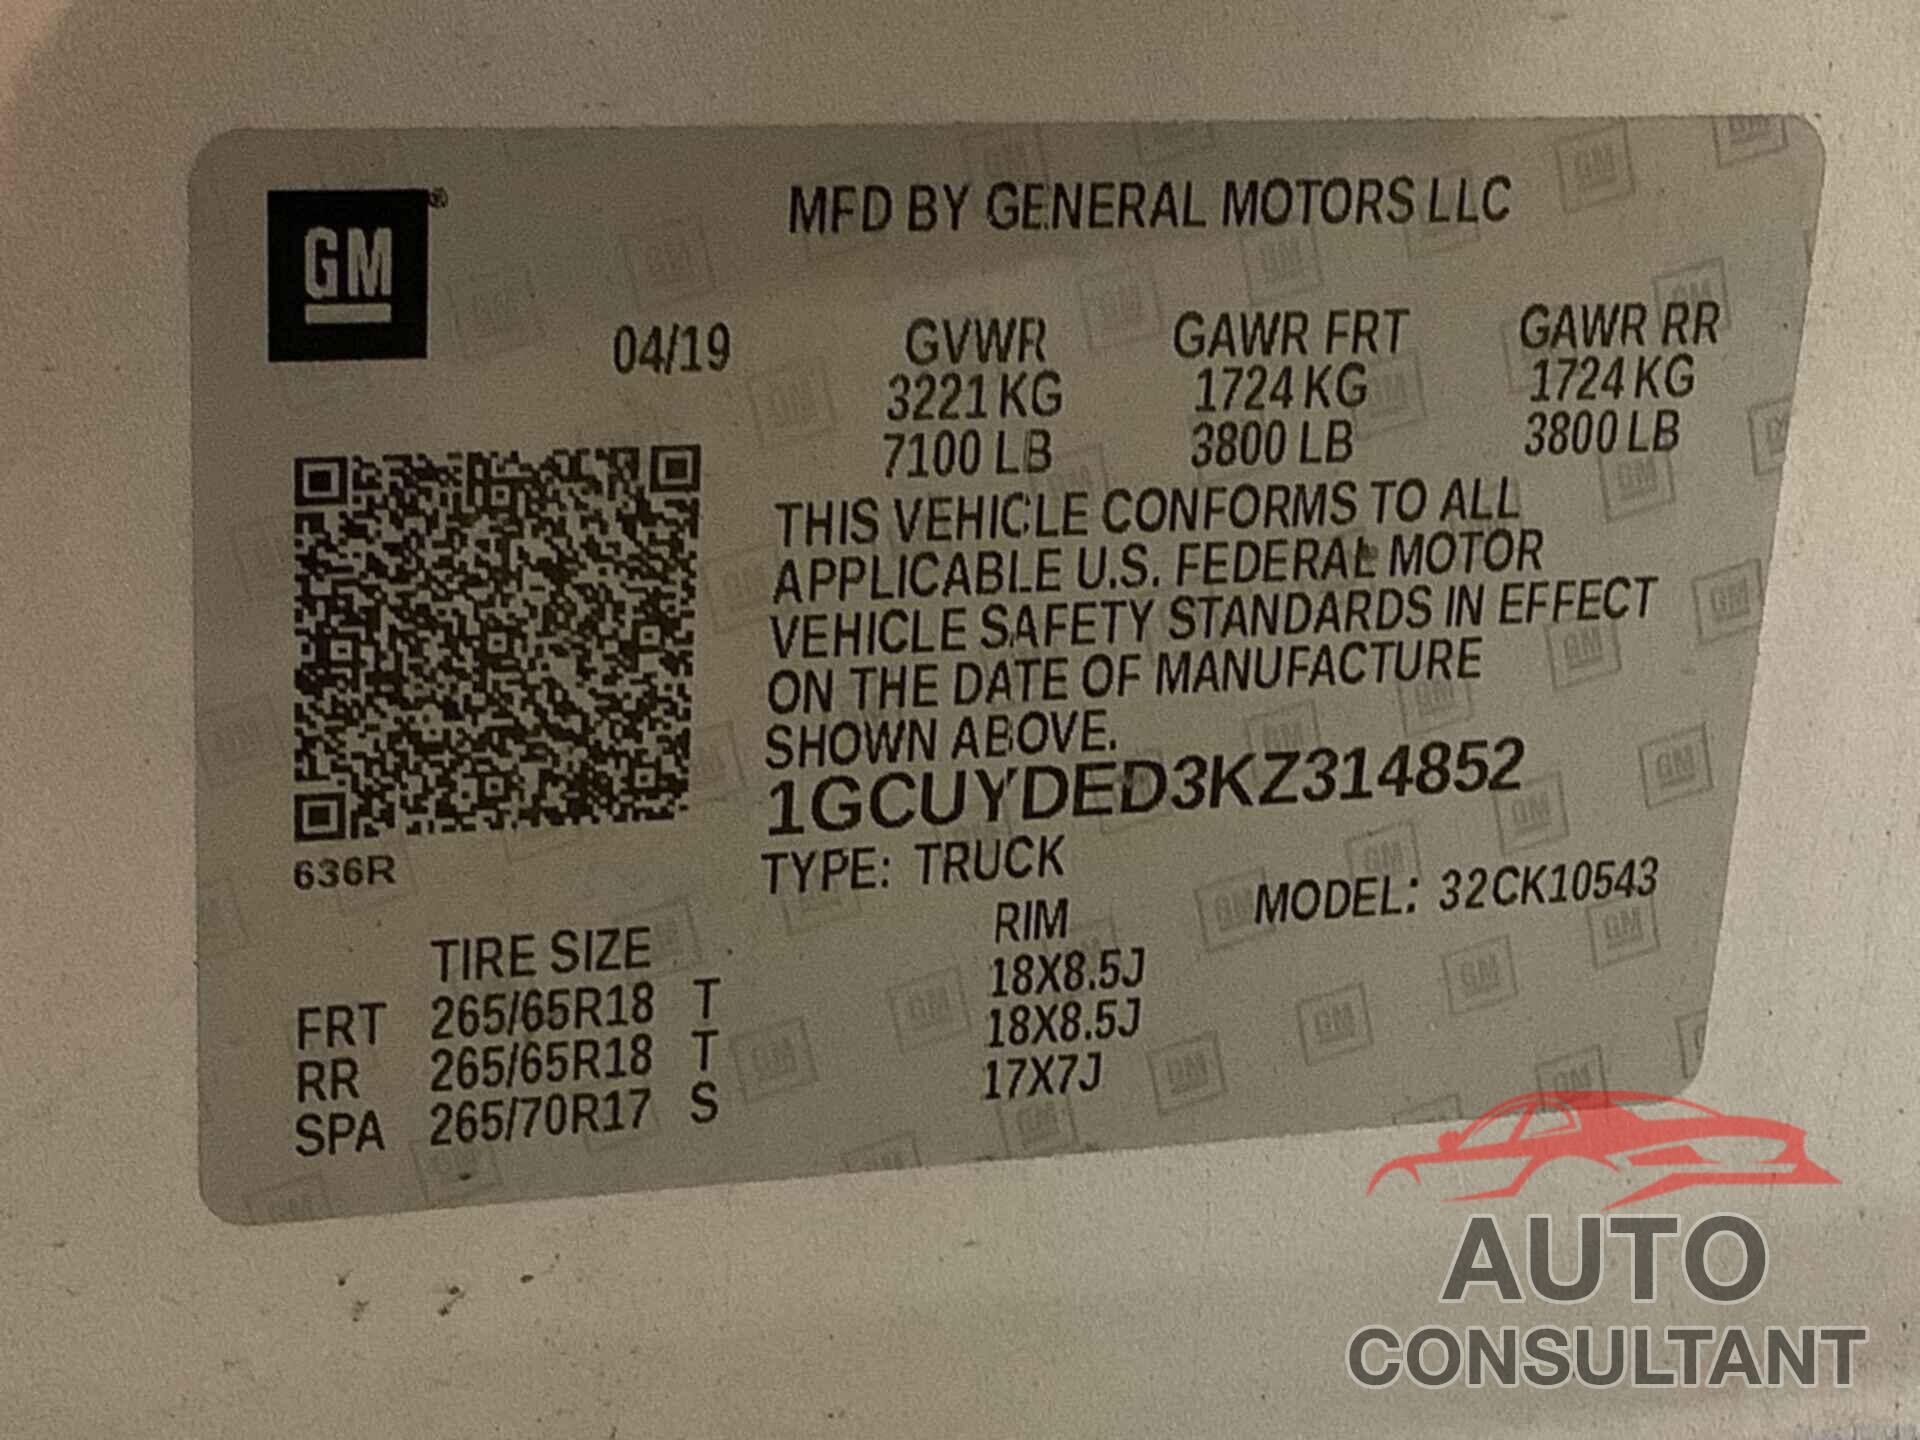 GM®
MFD BY GENERAL MOTORS LLC
04/19 GVWR GAWR FRT GAWR RR
3221 KG 1724 KG 1724 KG
7100 LB 3800 LB 3800 LB
THIS VEHICLE CONFORMS TO ALL
APPLICABLE U.S. FEDERAL MOTOR
VEHICLE SAFETY STANDARDS IN EFFECT
ON THE DATE OF MANUFACTURE
SHOWN ABOVE.
1GCUYDED3KZ314852
636R
TYPE: TRUCK MODEL: 32CK10543
TIRE SIZE RIM
FRT 265/65R18 T 18X8.5J
RR 265/65R18 T 18X8.5J
SPA 265/70R17 S 17X7J
AUTO
CONSULTANT